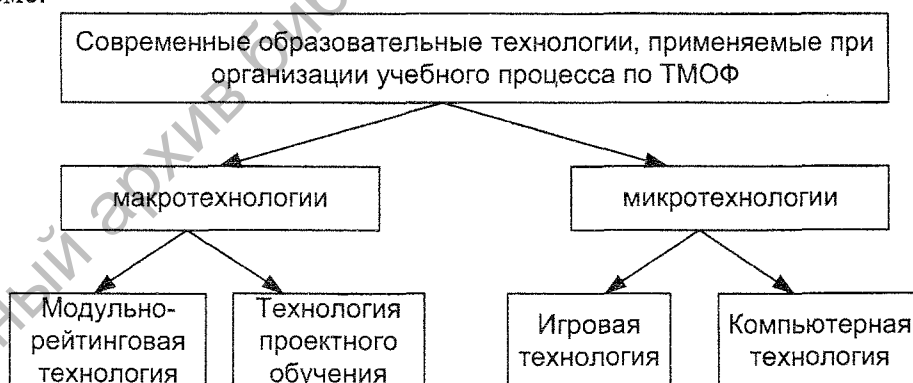 Современные образовательные технологии, применяемые при
организации учебного процесса по ТМОФ
макротехнологии
микротехнологии
Модульно-
рейтинговая
технология
Технология
проектного
обучения
Игровая
технология
Компьютерная
технология